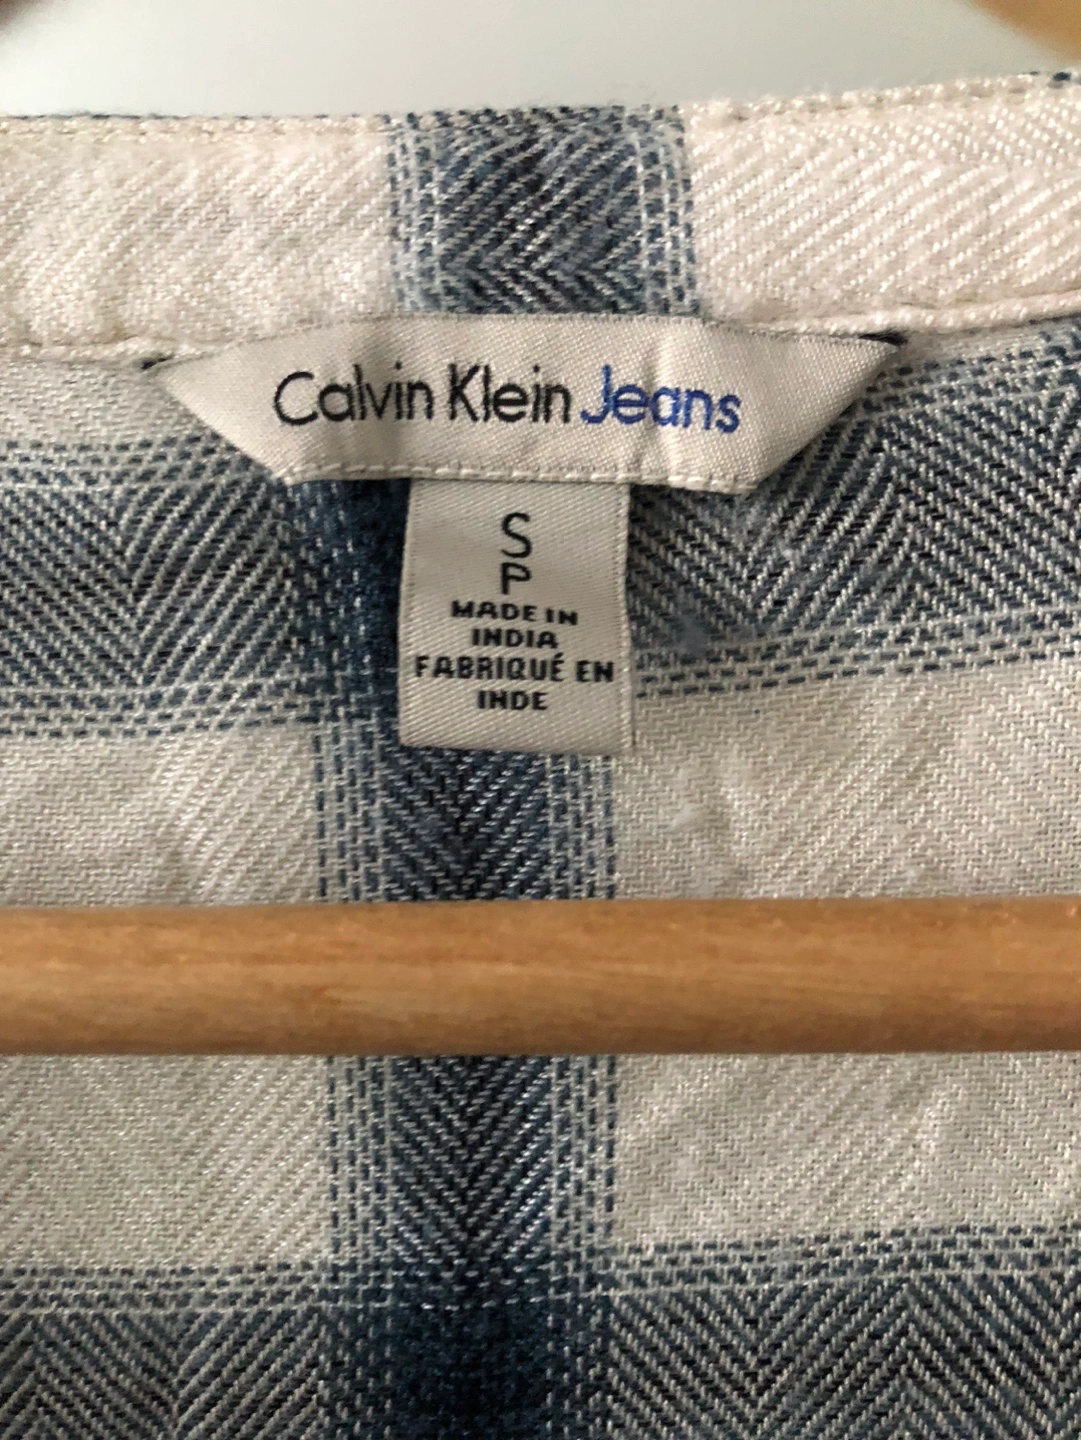 Calvin Klein Jeans
S
P
MADE IN
INDIA
FABRIQUÉ EN
INDE